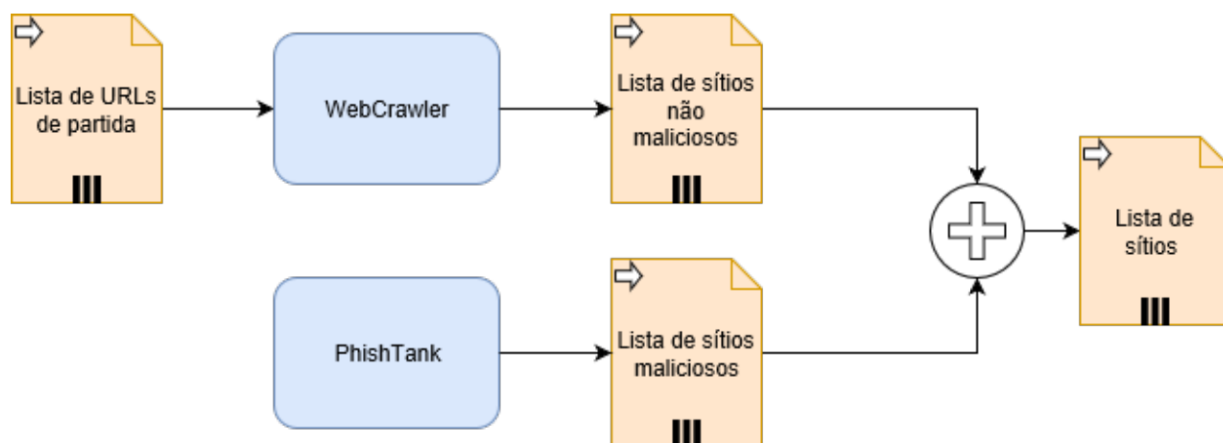 Lista de URLs
de partida
WebCrawler
Lista de sítios
não
maliciosos
Lista de
sítios
PhishTank
Lista de sítios
maliciosos